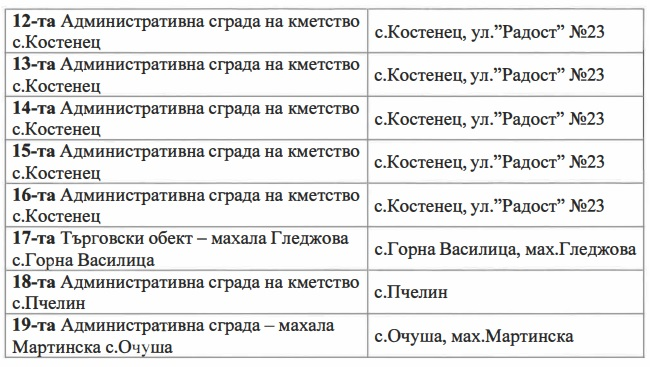 12-та Административна сграда на кметство
с.Костенец
с.Костенец, ул.”Радост” №23
13-та Административна сграда на кметство
с.Костенец
с.Костенец, ул.”Радост” №23
14-та Административна сграда на кметство
с.Костенец
с.Костенец, ул.”Радост” №23
15-та Административна сграда на кметство
с.Костенец
с.Костенец, ул.”Радост” №23
16-та Административна сграда на кметство
с.Костенец
с.Костенец, ул.”Радост” №23
17-та Търговски обект – махала Гледжова
с.Горна Василица
с.Горна Василица, мах.Гледжова
18-та Административна сграда на кметство
с.Пчелин
с.Пчелин
19-та Административна сграда – махала
Мартинска с.Очуша
с.Очуша, мах.Мартинска